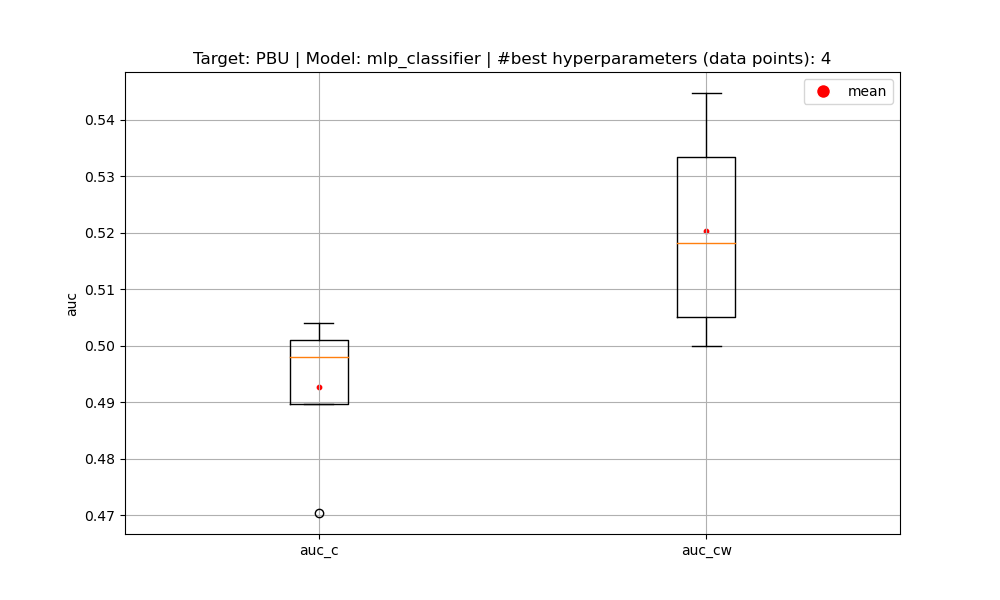 Target: PBU | Model: mlp_classifier | #best hyperparameters (data points): 4
mean
0.54
0.53
0.52
0.51
0.50
0.49
0.48
0.47
auc
auc_c
auc_cw